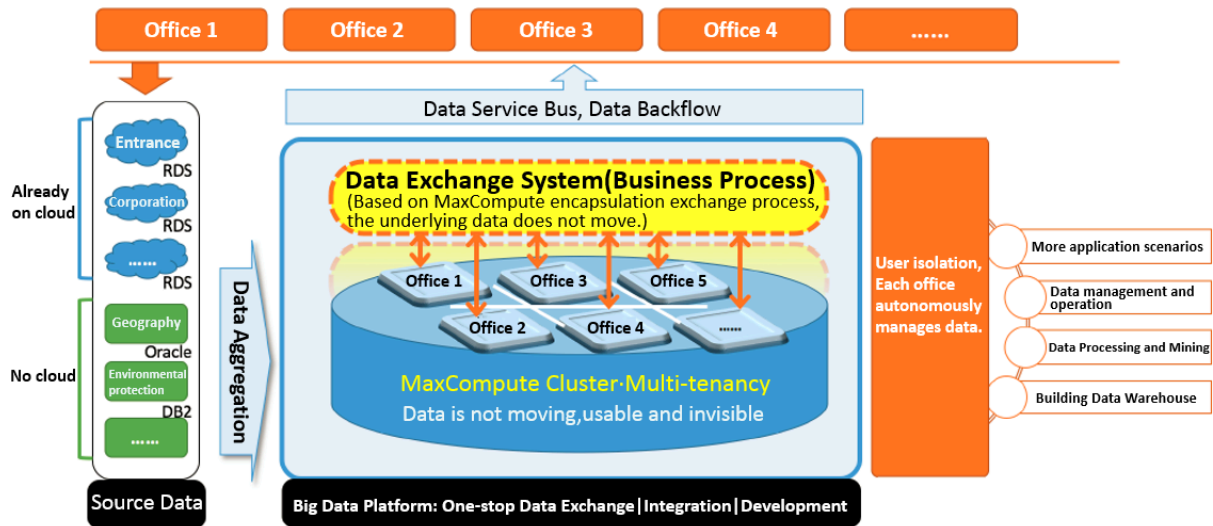 Office 1
Office 2
Office 3
Office 4
......
Data Service Bus, Data Backflow
Already
on cloud
Entrance
RDS
Corporation
RDS
......
RDS
No cloud
Geography
Oracle
Environmental
protection
DB2
......
Source Data
Data Aggregation
Data Exchange System(Business Process)
(Based on MaxCompute encapsulation exchange process,
the underlying data does not move.)
Office 1
Office 3
Office 5
Office 2
Office 4
......
MaxCompute Cluster·Multi-tenancy
Data is not moving,usable and invisible
Big Data Platform: One-stop Data Exchange|Integration|Development
User isolation,
Each office
autonomously
manages data.
More application scenarios
Data management and
operation
Data Processing and Mining
Building Data Warehouse